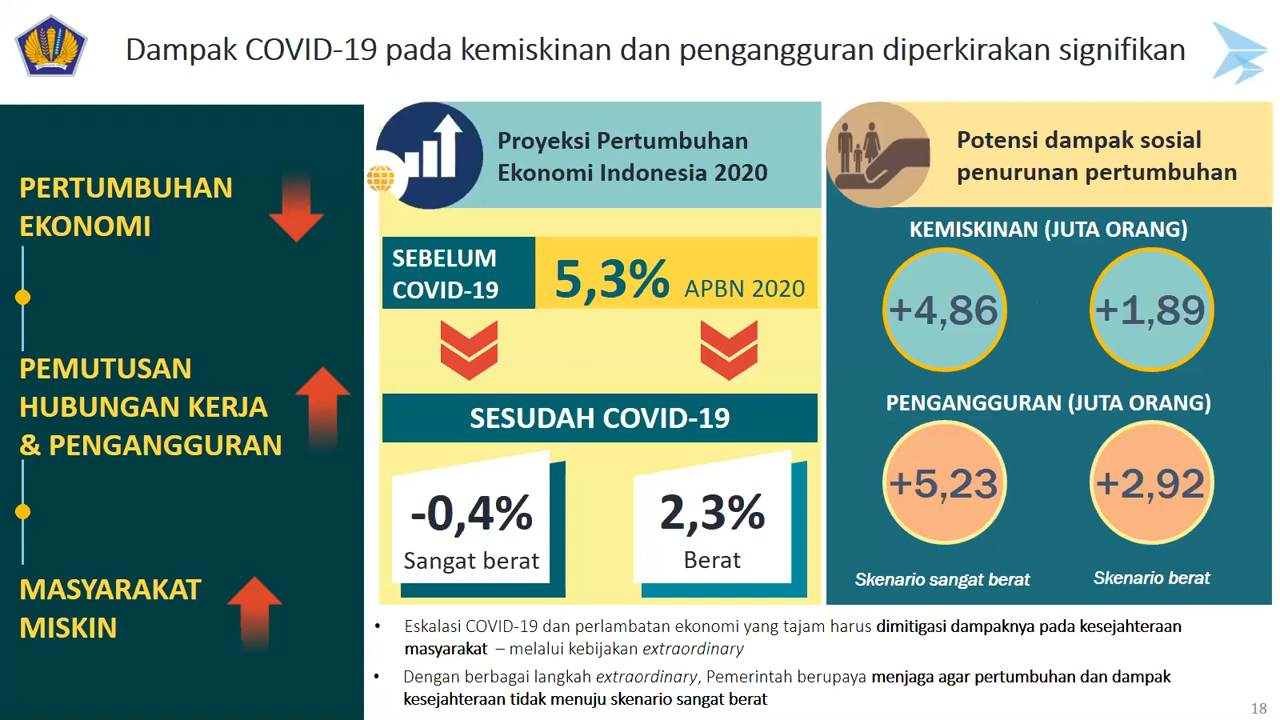 Dampak COVID-19 pada kemiskinan dan pengangguran diperkirakan signifikan
PERTUMBUHAN
EKONOMI
PEMUTUSAN
HUBUNGAN KERJA
& PENGANGGURAN
MASYARAKAT
MISKIN
Proyeksi Pertumbuhan
Ekonomi Indonesia 2020
SEBELUM
COVID-19
5,3% APBN 2020
SESUDAH COVID-19
-0,4%
Sangat berat
2,3%
Berat
Potensi dampak sosial
penurunan pertumbuhan
KEMISKINAN (JUTA ORANG)
+4,86 +1,89
PENGANGGURAN (JUTA ORANG)
+5,23 +2,92
Skenario sangat berat Skenario berat
• Eskalasi COVID-19 dan perlambatan ekonomi yang tajam harus dimitigasi dampaknya pada kesejahteraan
masyarakat – melalui kebijakan extraordinary
• Dengan berbagai langkah extraordinary, Pemerintah berupaya menjaga agar pertumbuhan dan dampak
kesejahteraan tidak menuju skenario sangat berat
18